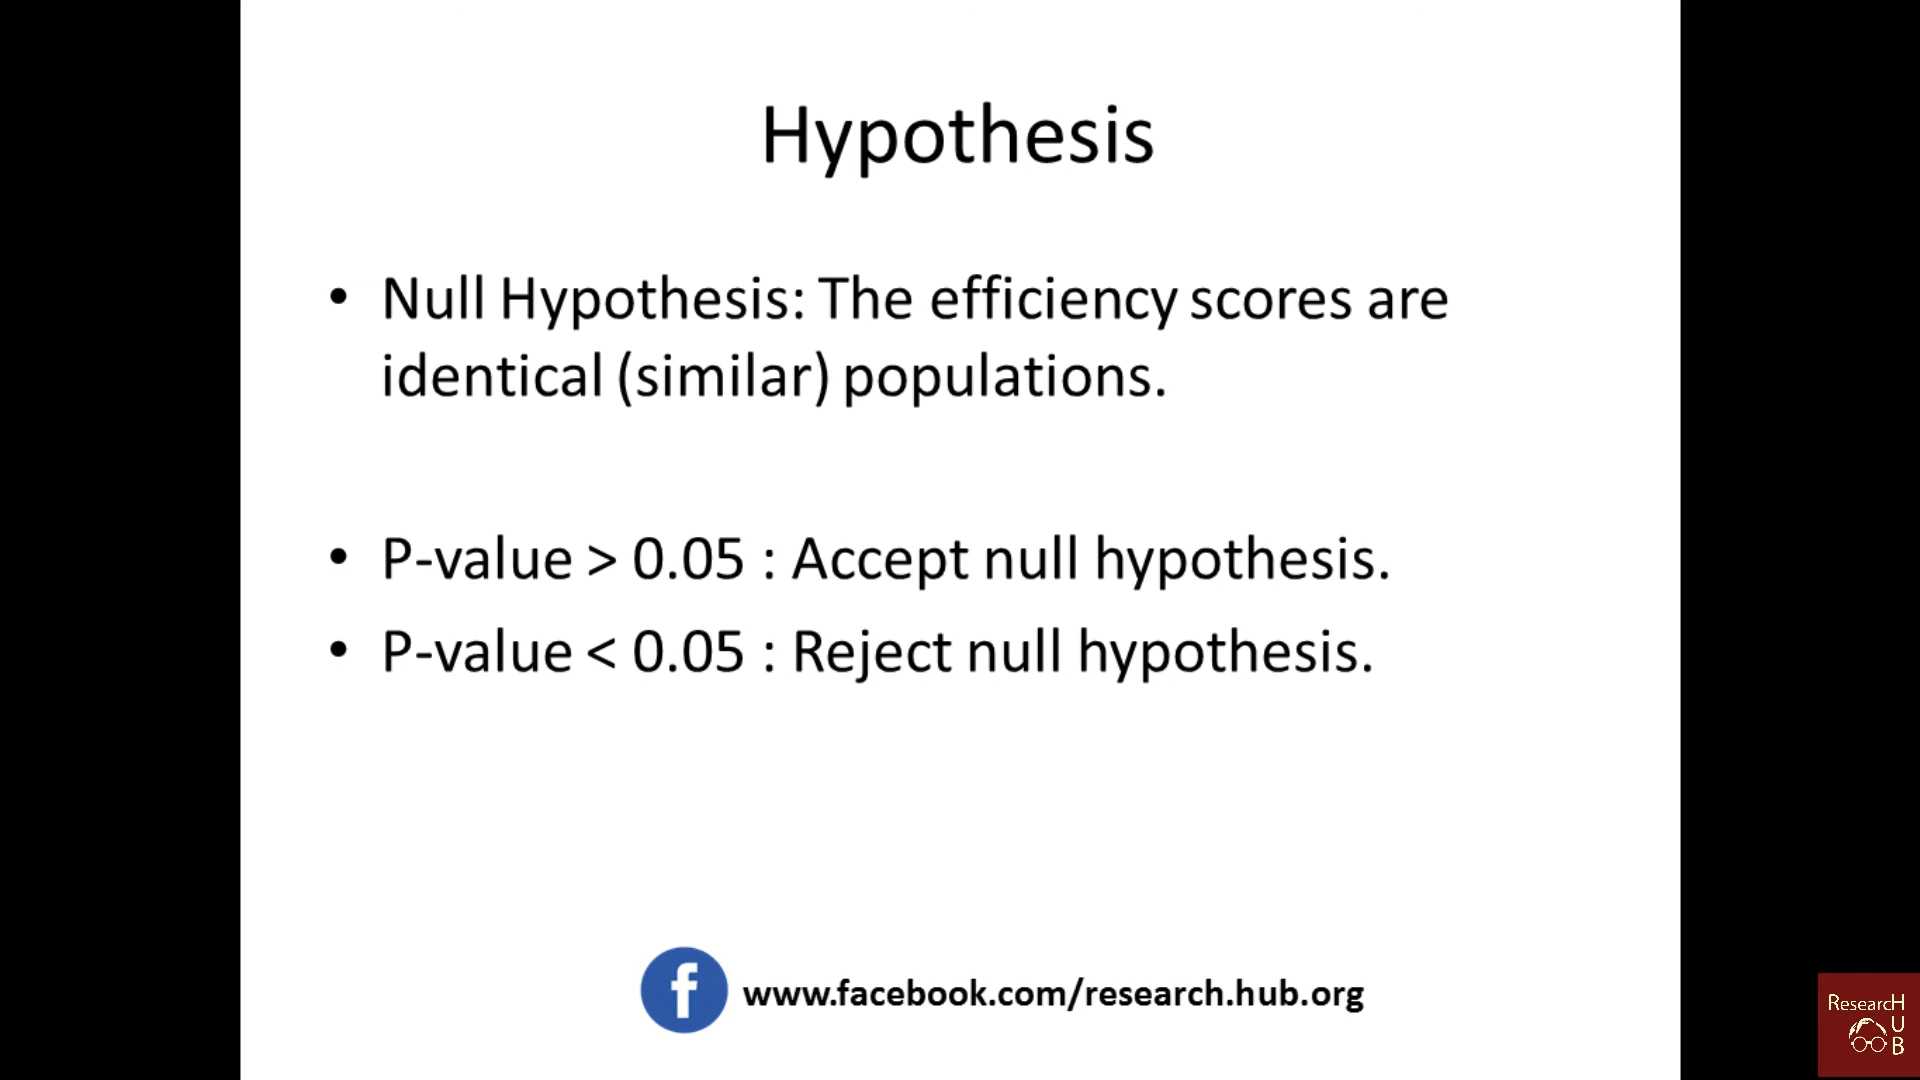 Hypothesis
• Null Hypothesis: The efficiency scores are
identical (similar) populations.
• P-value > 0.05 : Accept null hypothesis.
• P-value < 0.05 : Reject null hypothesis.
f www.facebook.com/research.hub.org
ResearcH
U
B